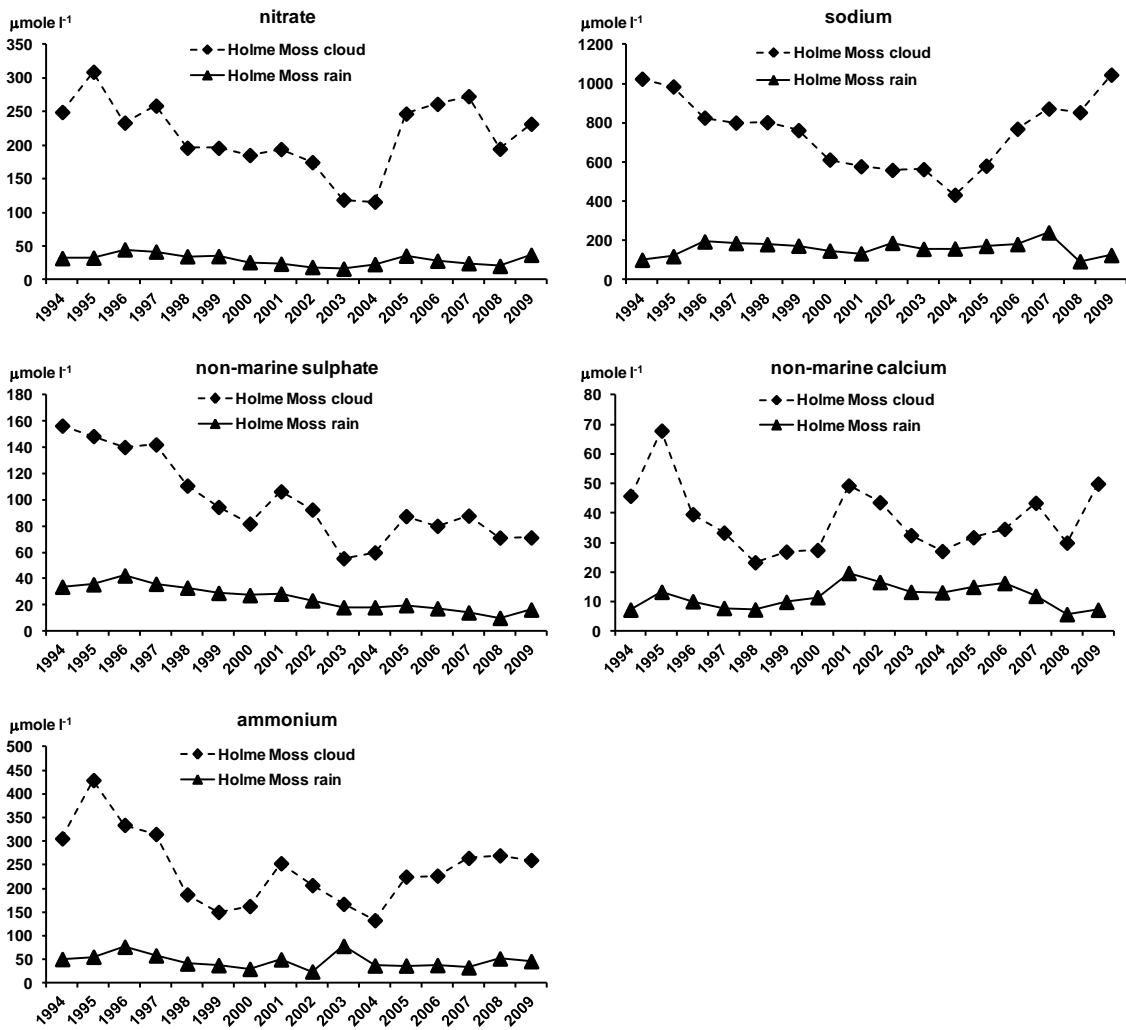 nitrate
μmole l-1
Holme Moss cloud
Holme Moss rain
350
300
250
200
150
100
50
0
1994 1995 1996 1997 1998 1999 2000 2001 2002 2003 2004 2005 2006 2007 2008 2009
sodium
μmole l-1
Holme Moss cloud
Holme Moss rain
1200
1000
800
600
400
200
0
1994 1995 1996 1997 1998 1999 2000 2001 2002 2003 2004 2005 2006 2007 2008 2009
non-marine sulphate
μmole l-1
Holme Moss cloud
Holme Moss rain
180
160
140
120
100
80
60
40
20
0
1994 1995 1996 1997 1998 1999 2000 2001 2002 2003 2004 2005 2006 2007 2008 2009
non-marine calcium
μmole l-1
Holme Moss cloud
Holme Moss rain
80
70
60
50
40
30
20
10
0
1994 1995 1996 1997 1998 1999 2000 2001 2002 2003 2004 2005 2006 2007 2008 2009
ammonium
μmole l-1
Holme Moss cloud
Holme Moss rain
500
450
400
350
300
250
200
150
100
50
0
1994 1995 1996 1997 1998 1999 2000 2001 2002 2003 2004 2005 2006 2007 2008 2009